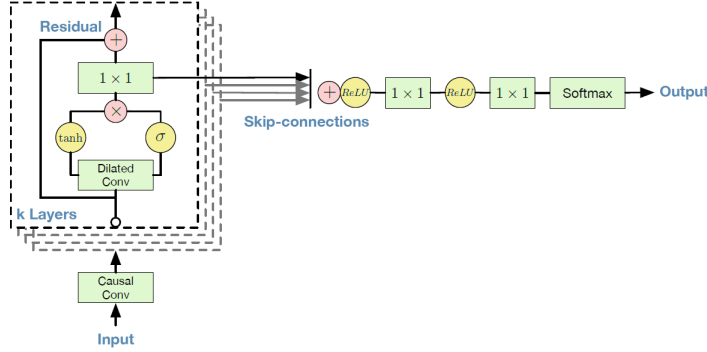 Residual
+
1 × 1
×
tanh
σ
Dilated
Conv
k Layers
Causal
Conv
Input
Skip-connections
+
ReLU
1 × 1
ReLU
1 × 1
Softmax
Output